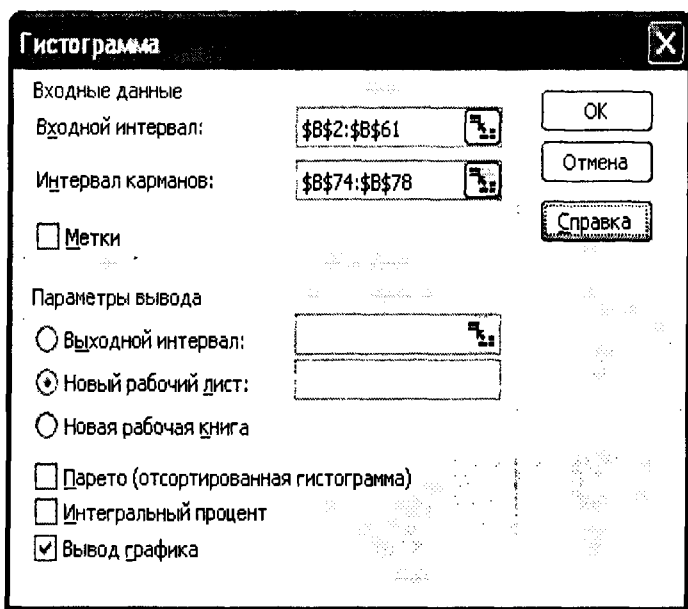 Гистограмма
Входные данные
Входной интервал: $B$2:$B$61
Интервал карманов: $B$74:$B$78
Метки
OK
Отмена
Справка
Параметры вывода
Выходной интервал:
Новый рабочий лист:
Новая рабочая книга
Парето (отсортированная гистограмма)
Интегральный процент
Вывод графика